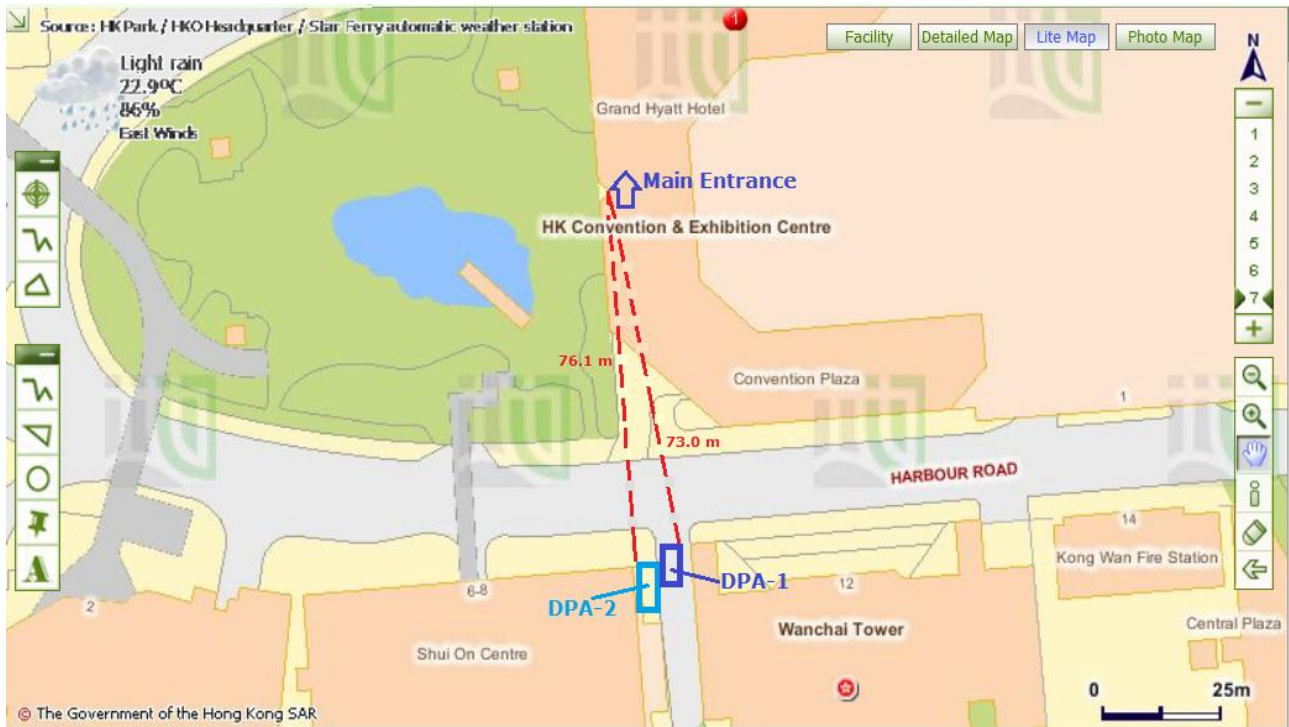 Source: HK Park / HKO Headquarter / Star Ferry automatic weather station
Facility
Detailed Map
Lite Map
Photo Map
N
Light rain
22.9ºC
86%
East Winds
1
2
3
4
5
6
7
1
Grand Hyatt Hotel
Main Entrance
HK Convention & Exhibition Centre
76.1 m
Convention Plaza
1
73.0 m
HARBOUR ROAD
14
Kong Wan Fire Station
DPA-1
12
DPA-2
6-8
2
Wanchai Tower
Central Plaza
Shui On Centre
A
0 25m
© The Government of the Hong Kong SAR